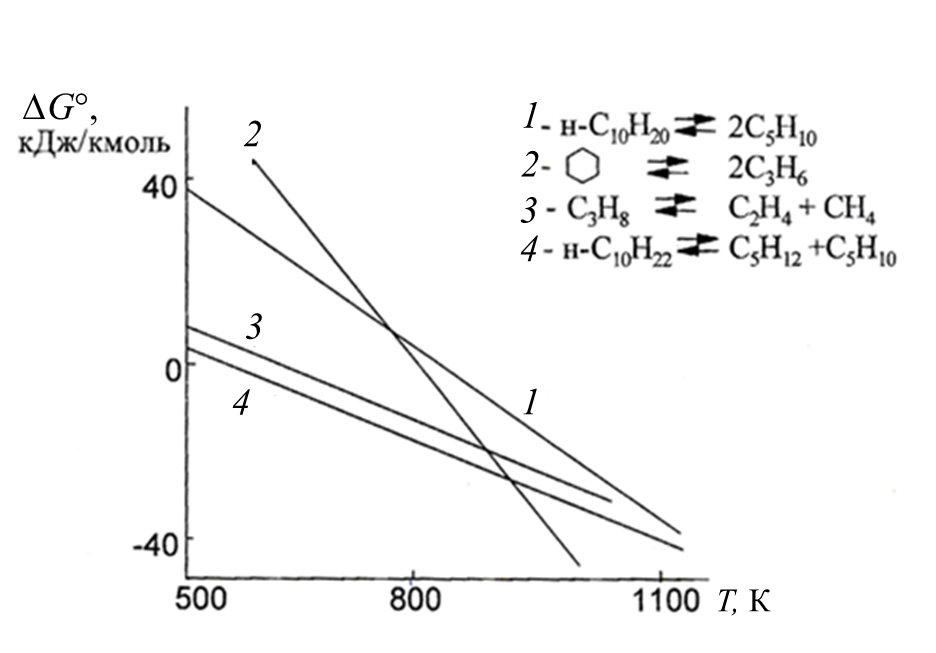 ΔG°,
кДж/кмоль
1 - н-C₁₀H₂₀ ⇄ 2C₅H₁₀
2 - ⇄ 2C₃H₆
3 - C₃H₈ ⇄ C₂H₄ + CH₄
4 - н-C₁₀H₂₂ ⇄ C₅H₁₂ +C₅H₁₀
2
40
3
0
4
1
-40
500
800
1100
T, К